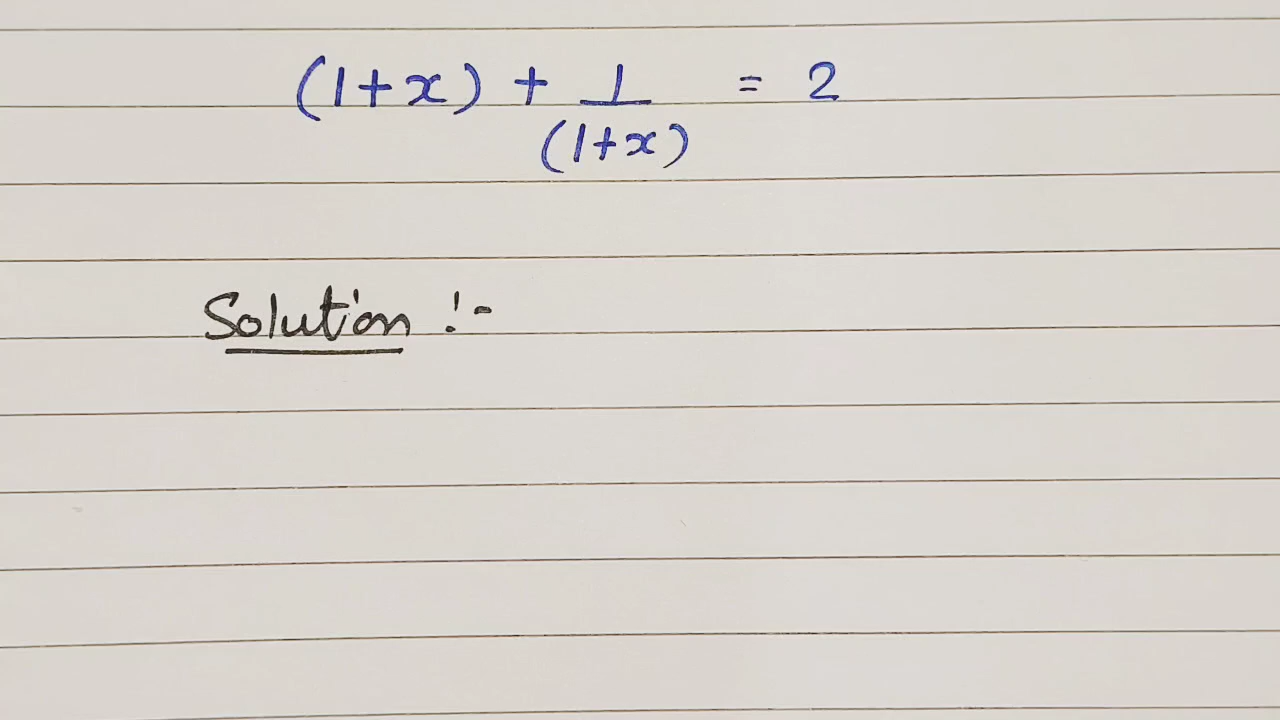 (1+x) + 1/(1+x) = 2
Solution :-